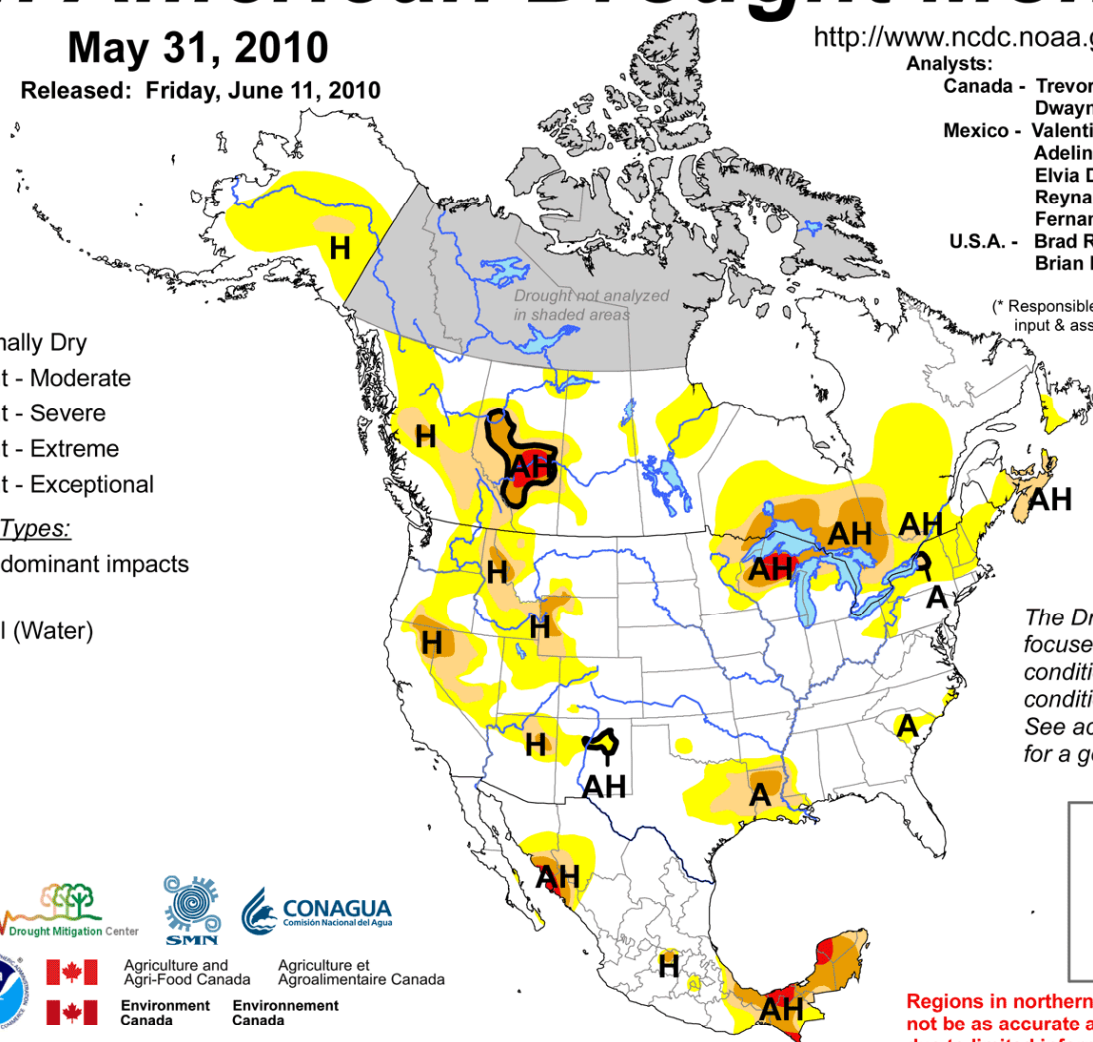 American Drought
May 31, 2010
Released: Friday, June 11, 2010
http://www.ncdc.noaa.g
Analysts:
Canada - Trevor
Dwayn
Mexico - Valenti
Adelin
Elvia D
Reyna
Fernan
U.S.A. - Brad R
Brian
(* Responsible
input & ass
Drought not analyzed
in shaded areas
nally Dry
t - Moderate
t - Severe
t - Extreme
t - Exceptional
Types:
dominant impacts
l (Water)
H
H
AH
AH
AH
AH
AH
H
A
H
H
H
AH
A
A
AH
H
AH
The Dr
focuse
conditi
conditi
See ac
for a g
Drought Mitigation Center
SMN
CONAGUA
Comisión Nacional del Agua
Agriculture and
Agri-Food Canada
Agriculture et
Agroalimentaire Canada
Environment
Canada
Environnement
Canada
Regions in northern
not be as accurate a